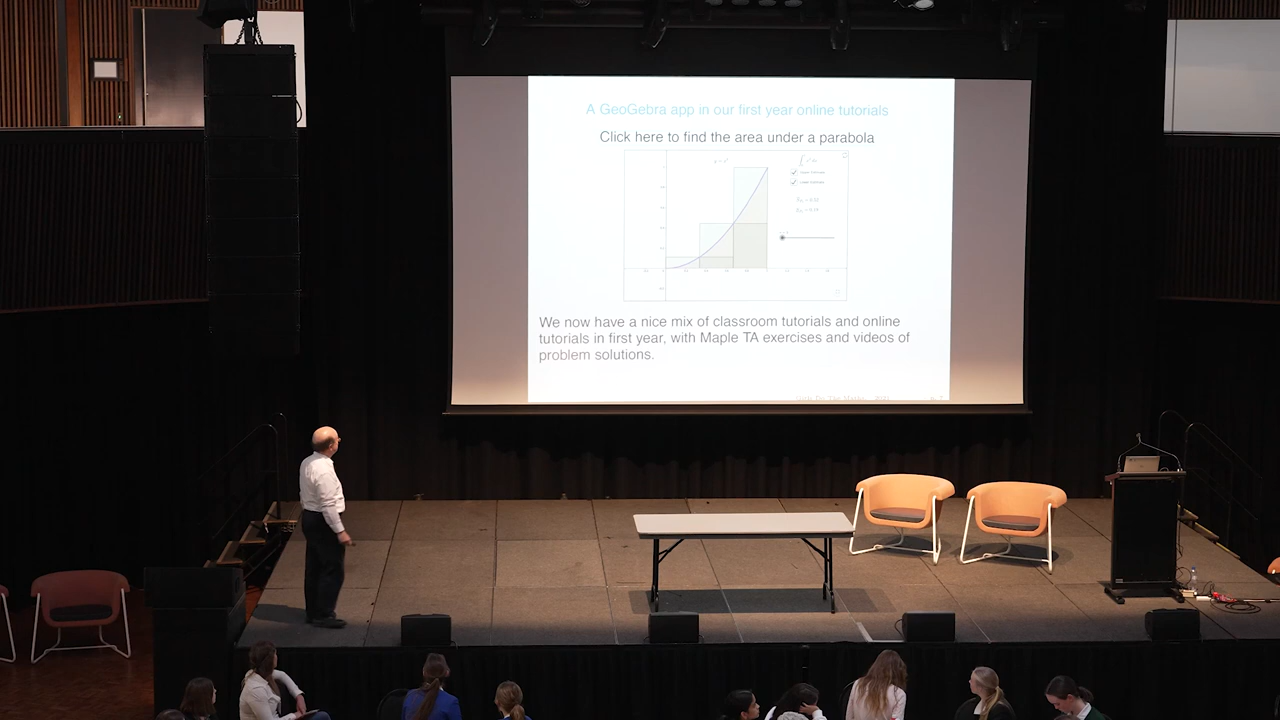 A GeoGebra app in our first year online tutorials
Click here to find the area under a parabola
We now have a nice mix of classroom tutorials and online
tutorials in first year, with Maple TA exercises and videos of
problem solutions.